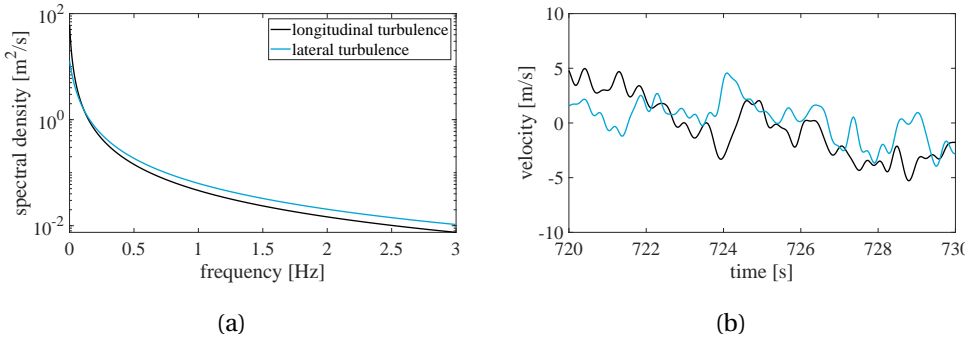 10²
10⁰
10⁻²
spectral density [m²/s]
longitudinal turbulence
lateral turbulence
0 0.5 1 1.5 2 2.5 3
frequency [Hz]
(a)
10
5
0
-5
-10
velocity [m/s]
720 722 724 726 728 730
time [s]
(b)